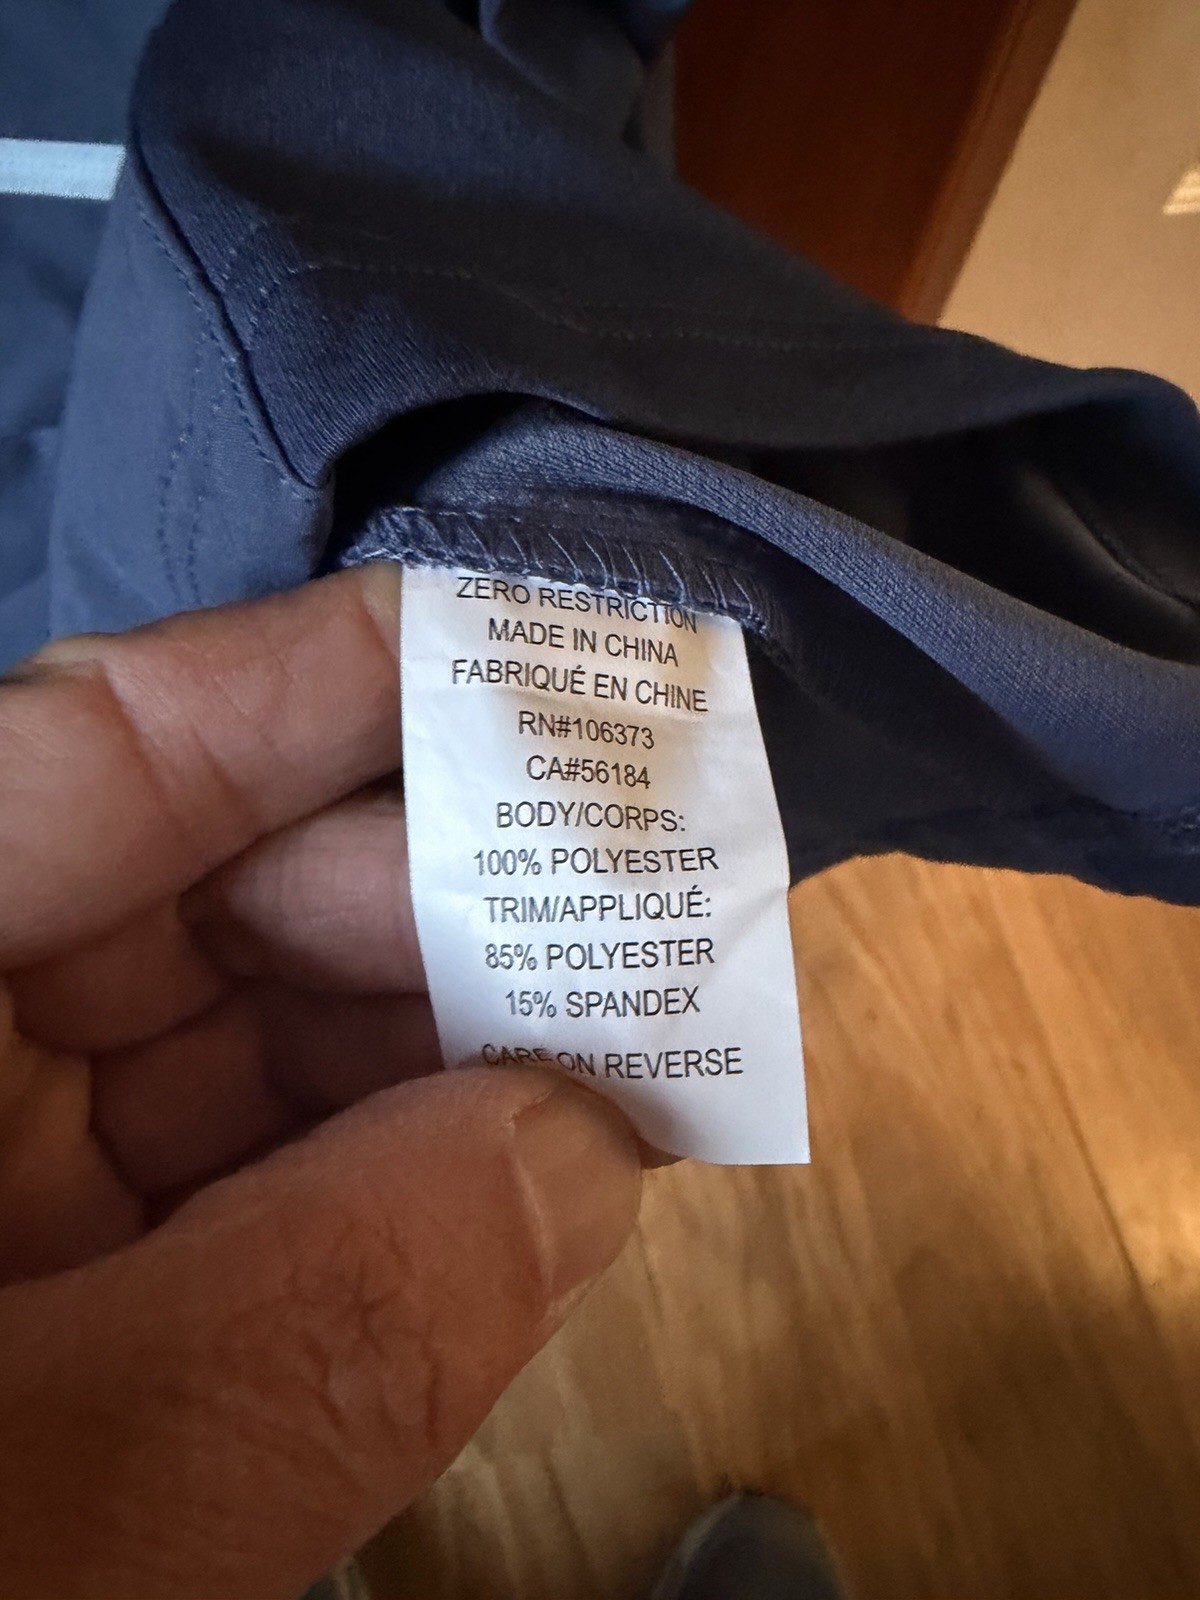 ZERO RESTRICTION
MADE IN CHINA
FABRIQUÉ EN CHINE
RN#106373
CA#56184
BODY/CORPS:
100% POLYESTER
TRIM/APPLIQUÉ:
85% POLYESTER
15% SPANDEX
CARE ON REVERSE